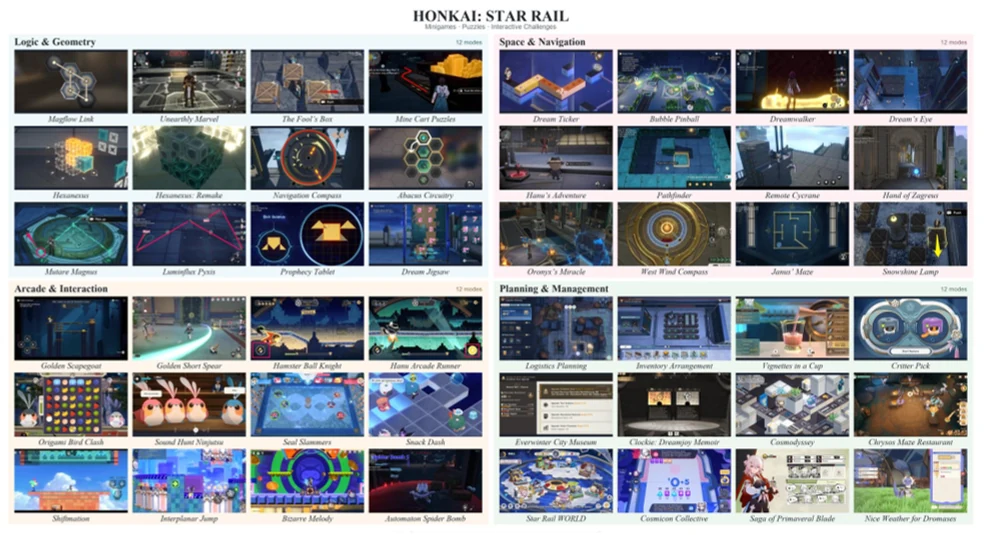 HONKAI: STAR RAIL
Minigames · Puzzles · Interactive Challenges
Logic & Geometry
12 modes
Magflow Link
Unearthly Marvel
The Fool's Box
Mine Cart Puzzles
Hexanexus
Hexanexus: Remake
Navigation Compass
Abacus Circuitry
Mutare Magnus
Luminflux Pyxis
Prophecy Tablet
Dream Jigsaw
Space & Navigation
12 modes
Dream Ticker
Bubble Pinball
Dreamwalker
Dream's Eye
Hanu's Adventure
Pathfinder
Remote Cycrane
Hand of Zagreus
Oronyx's Miracle
West Wind Compass
Janus' Maze
Snowshine Lamp
Arcade & Interaction
12 modes
Golden Scapegoat
Golden Short Spear
Hamster Ball Knight
Hanu Arcade Runner
Origami Bird Clash
Sound Hunt Ninjutsu
Seal Slammers
Snack Dash
Shiftmation
Interplanar Jump
Bizarre Melody
Automaton Spider Bomb
Planning & Management
12 modes
Logistics Planning
Inventory Arrangement
Vignettes in a Cup
Critter Pick
Everwinter City Museum
Clockie: Dreamjoy Memoir
Cosmodyssey
Chrysos Maze Restaurant
Star Rail WORLD
Cosmicon Collective
Saga of Primaveral Blade
Nice Weather for Dromases